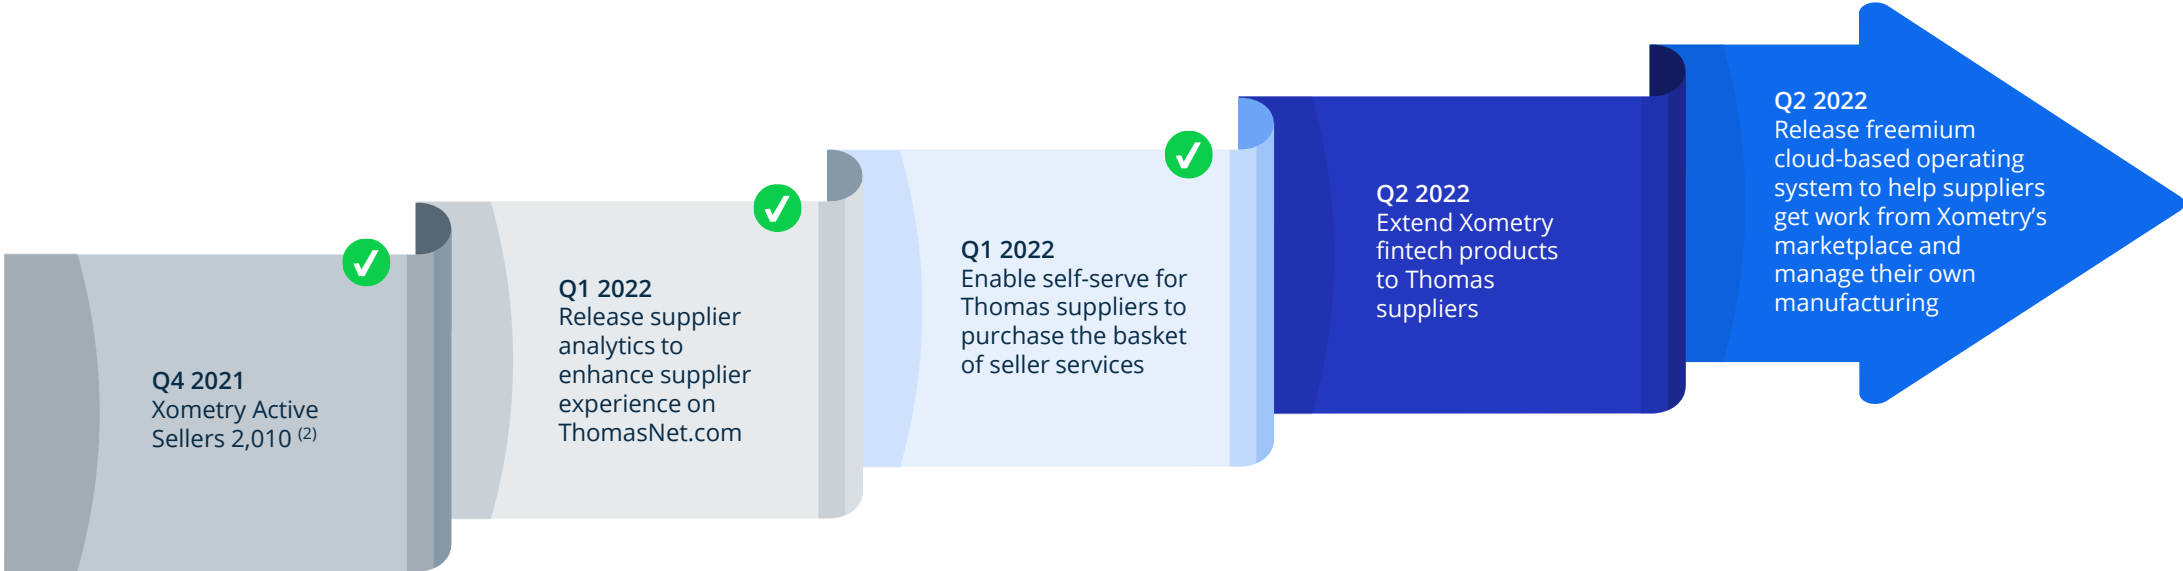 Q4 2021
Xometry Active
Sellers 2,010 (2)
Q1 2022
Release supplier
analytics to
enhance supplier
experience on
ThomasNet.com
Q1 2022
Enable self-serve for
Thomas suppliers to
purchase the basket
of seller services
Q2 2022
Extend Xometry
fintech products
to Thomas
suppliers
Q2 2022
Release freemium
cloud-based operating
system to help suppliers
get work from Xometry’s
marketplace and
manage their own
manufacturing